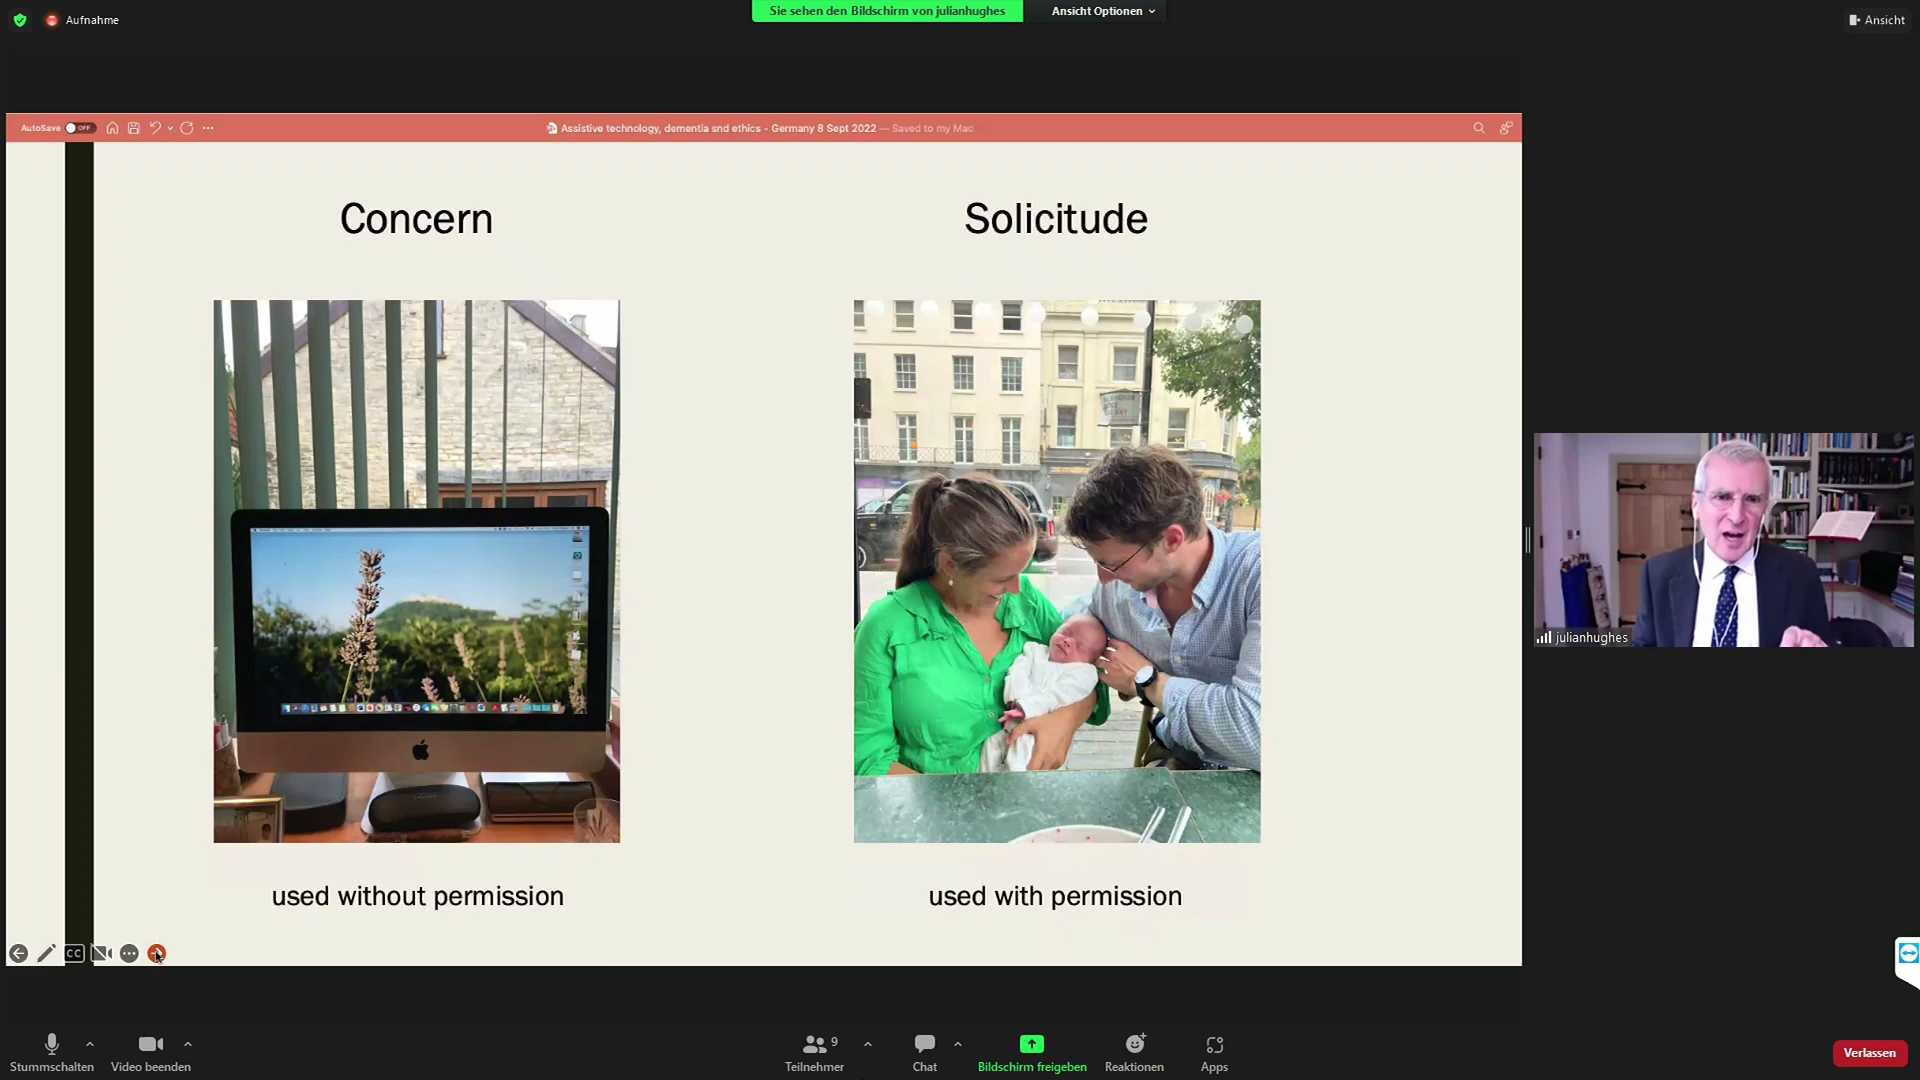 Aufnahme
Sie sehen den Bildschirm von julianhughes
Ansicht Optionen
Ansicht
AutoSave OFF
Assistive technology, dementia snd ethics - Germany 8 Sept 2022 — Saved to my Mac
Concern
Solicitude
used without permission
used with permission
julianhughes
CC
Stummschalten
Video beenden
9
Teilnehmer
Chat
Bildschirm freigeben
Reaktionen
Apps
Verlassen